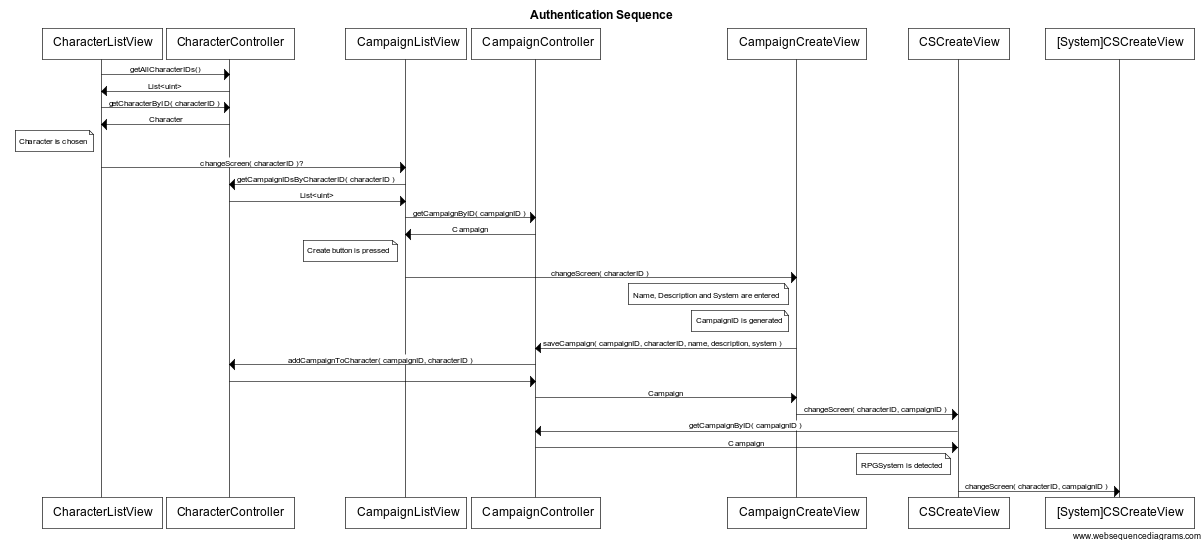 Authentication Sequence
CharacterListView
CharacterController
CampaignListView
CampaignController
CampaignCreateView
CSCreateView
[System]CSCreateView
getAllCharacterIDs()
List<uint>
getCharacterByID( characterID )
Character
Character is chosen
changeScreen( characterID )?
getCampaignIDsByCharacterID( characterID )
List<uint>
getCampaignByID( campaignID )
Campaign
Create button is pressed
changeScreen( characterID )
Name, Description and System are entered
CampaignID is generated
saveCampaign( campaignID, characterID, name, description, system )
addCampaignToCharacter( campaignID, characterID )
Campaign
changeScreen( characterID, campaignID )
getCampaignByID( campaignID )
Campaign
RPGSystem is detected
changeScreen( characterID, campaignID )
CharacterListView
CharacterController
CampaignListView
CampaignController
CampaignCreateView
CSCreateView
[System]CSCreateView
www.websequencediagrams.com